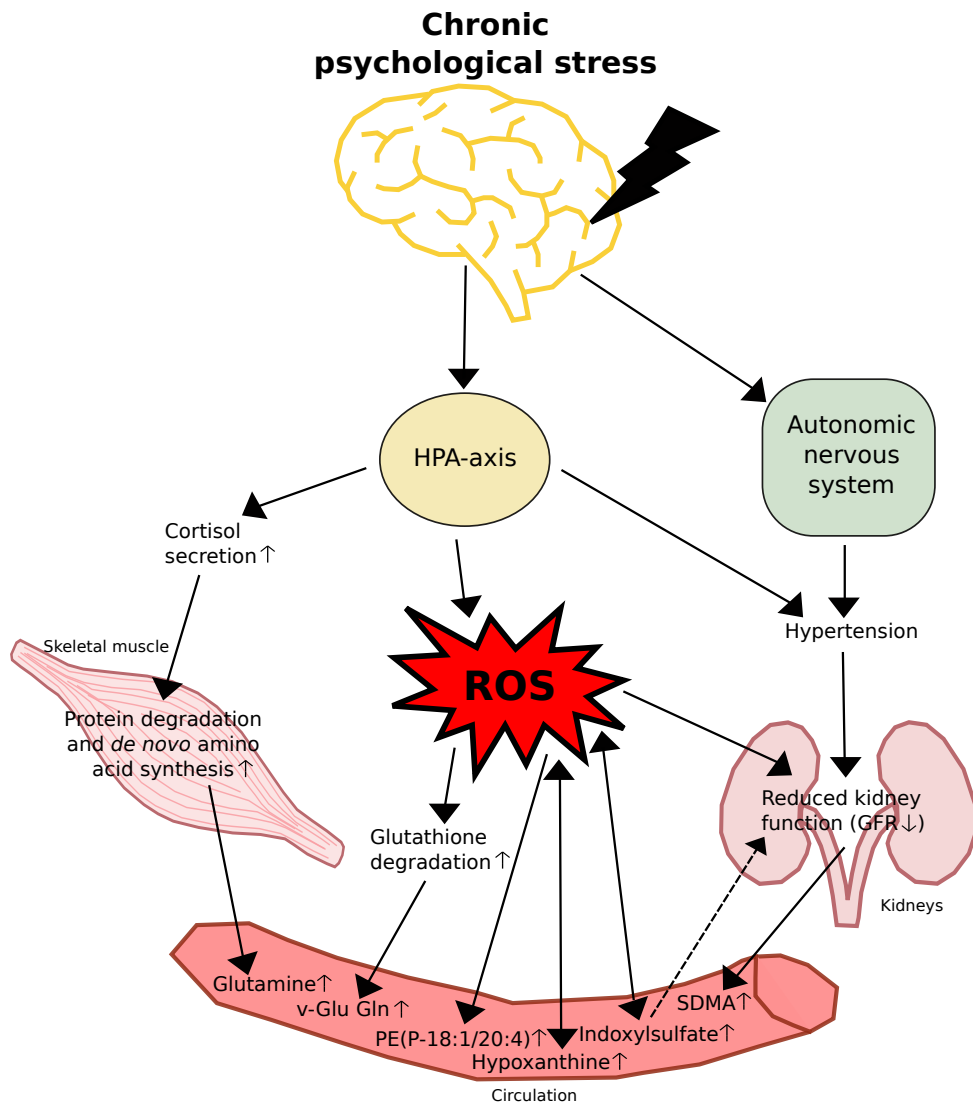 Chronic
psychological stress
HPA-axis
Autonomic
nervous
system
Cortisol
secretion↑
Skeletal muscle
Hypertension
ROS
Protein degradation
and de novo amino
acid synthesis↑
Reduced kidney
function (GFR↓)
Glutathione
degradation↑
Kidneys
Glutamine↑
v-Glu Gln↑
SDMA↑
PE(P-18:1/20:4)↑
Indoxylsulfate↑
Hypoxanthine↑
Circulation